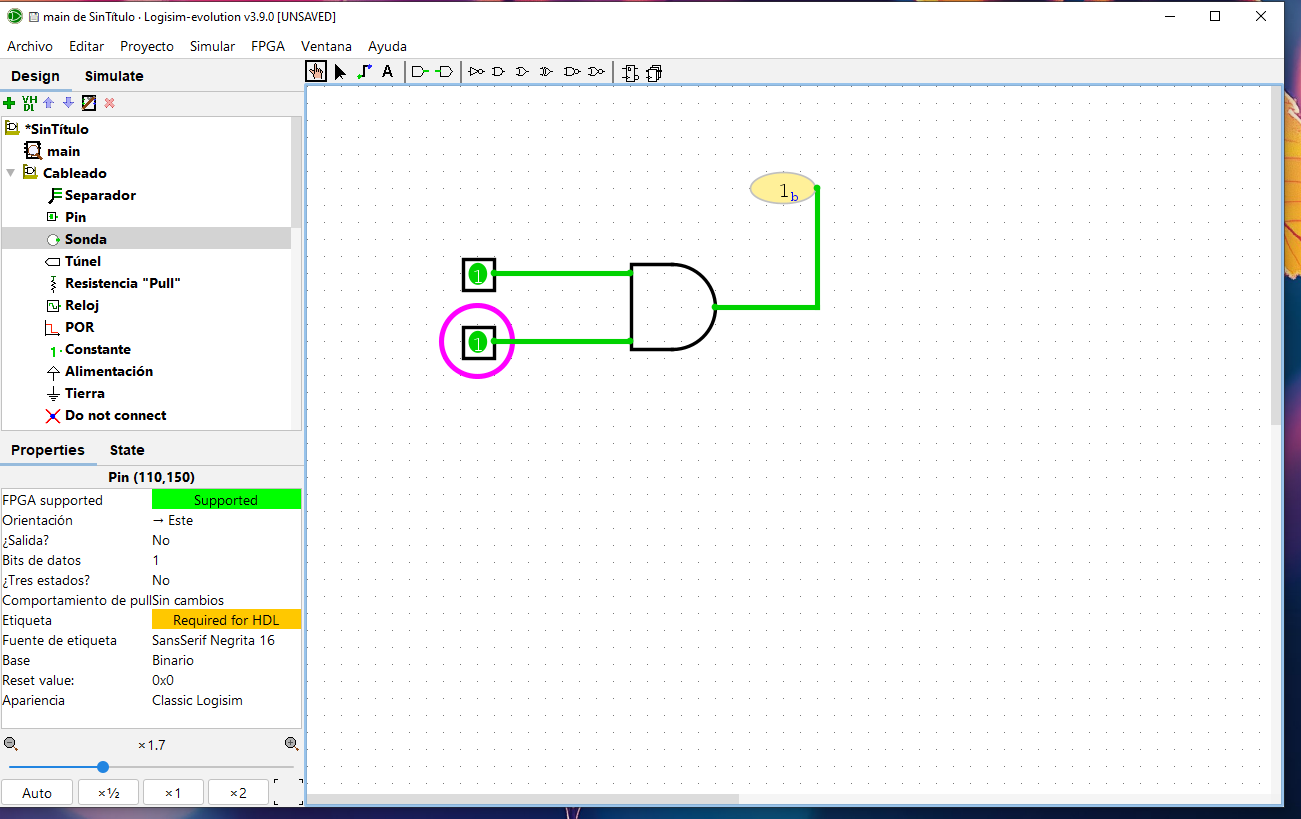 main de SinTítulo · Logisim-evolution v3.9.0 [UNSAVED]
Archivo Editar Proyecto Simular FPGA Ventana Ayuda
Design Simulate
A
VH
DL
*SinTítulo
main
Cableado
Separador
Pin
Sonda
Túnel
Resistencia "Pull"
Reloj
POR
1 Constante
Alimentación
Tierra
Do not connect
1b
1
1
Properties State
Pin (110,150)
FPGA supported Supported
Orientación → Este
¿Salida? No
Bits de datos 1
¿Tres estados? No
Comportamiento de pull Sin cambios
Etiqueta Required for HDL
Fuente de etiqueta SansSerif Negrita 16
Base Binario
Reset value: 0x0
Apariencia Classic Logisim
×1.7
Auto ×½ ×1 ×2